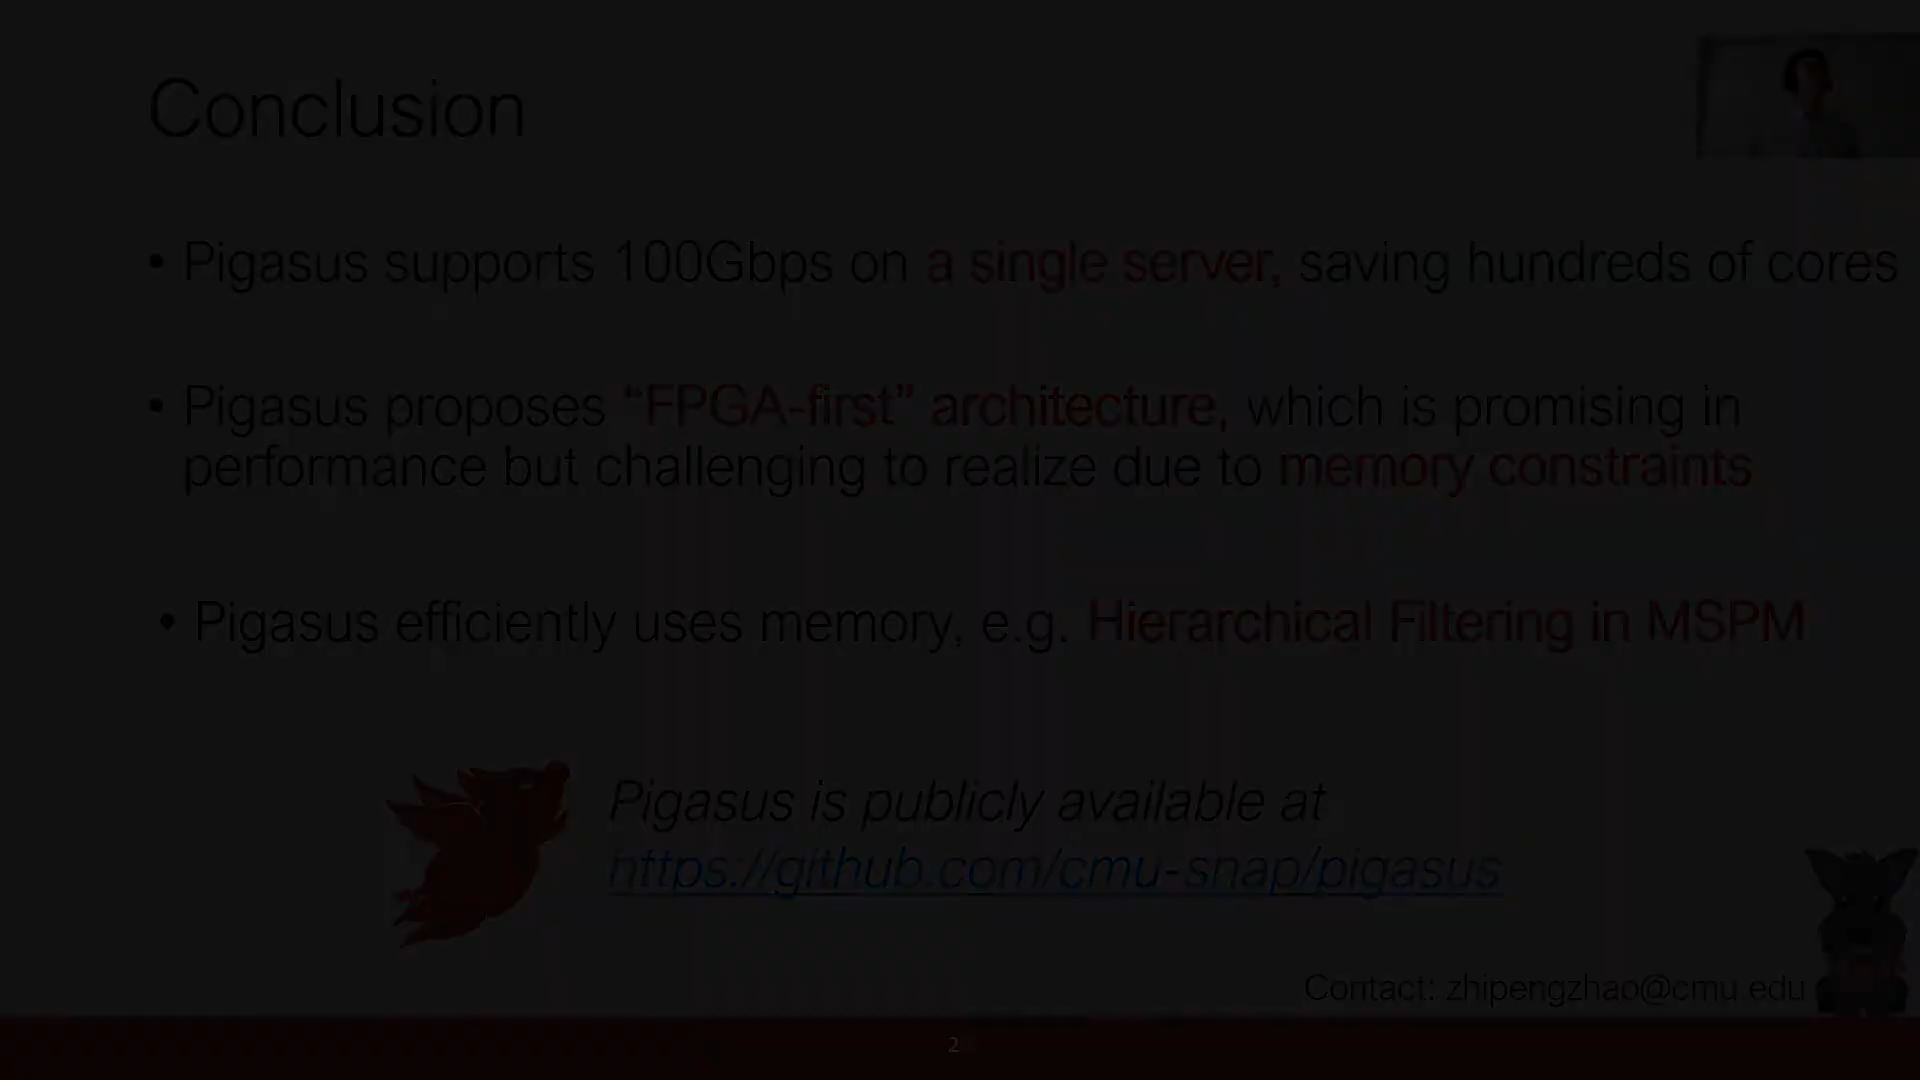 Conclusion
• Pigasus supports 100Gbps on a single server, saving hundreds of cores
• Pigasus proposes “FPGA-first” architecture, which is promising in
performance but challenging to realize due to memory constraints
• Pigasus efficiently uses memory, e.g. Hierarchical Filtering in MSPM
Pigasus is publicly available at
https://github.com/cmu-snap/pigasus
Contact: zhipengzhao@cmu.edu
2